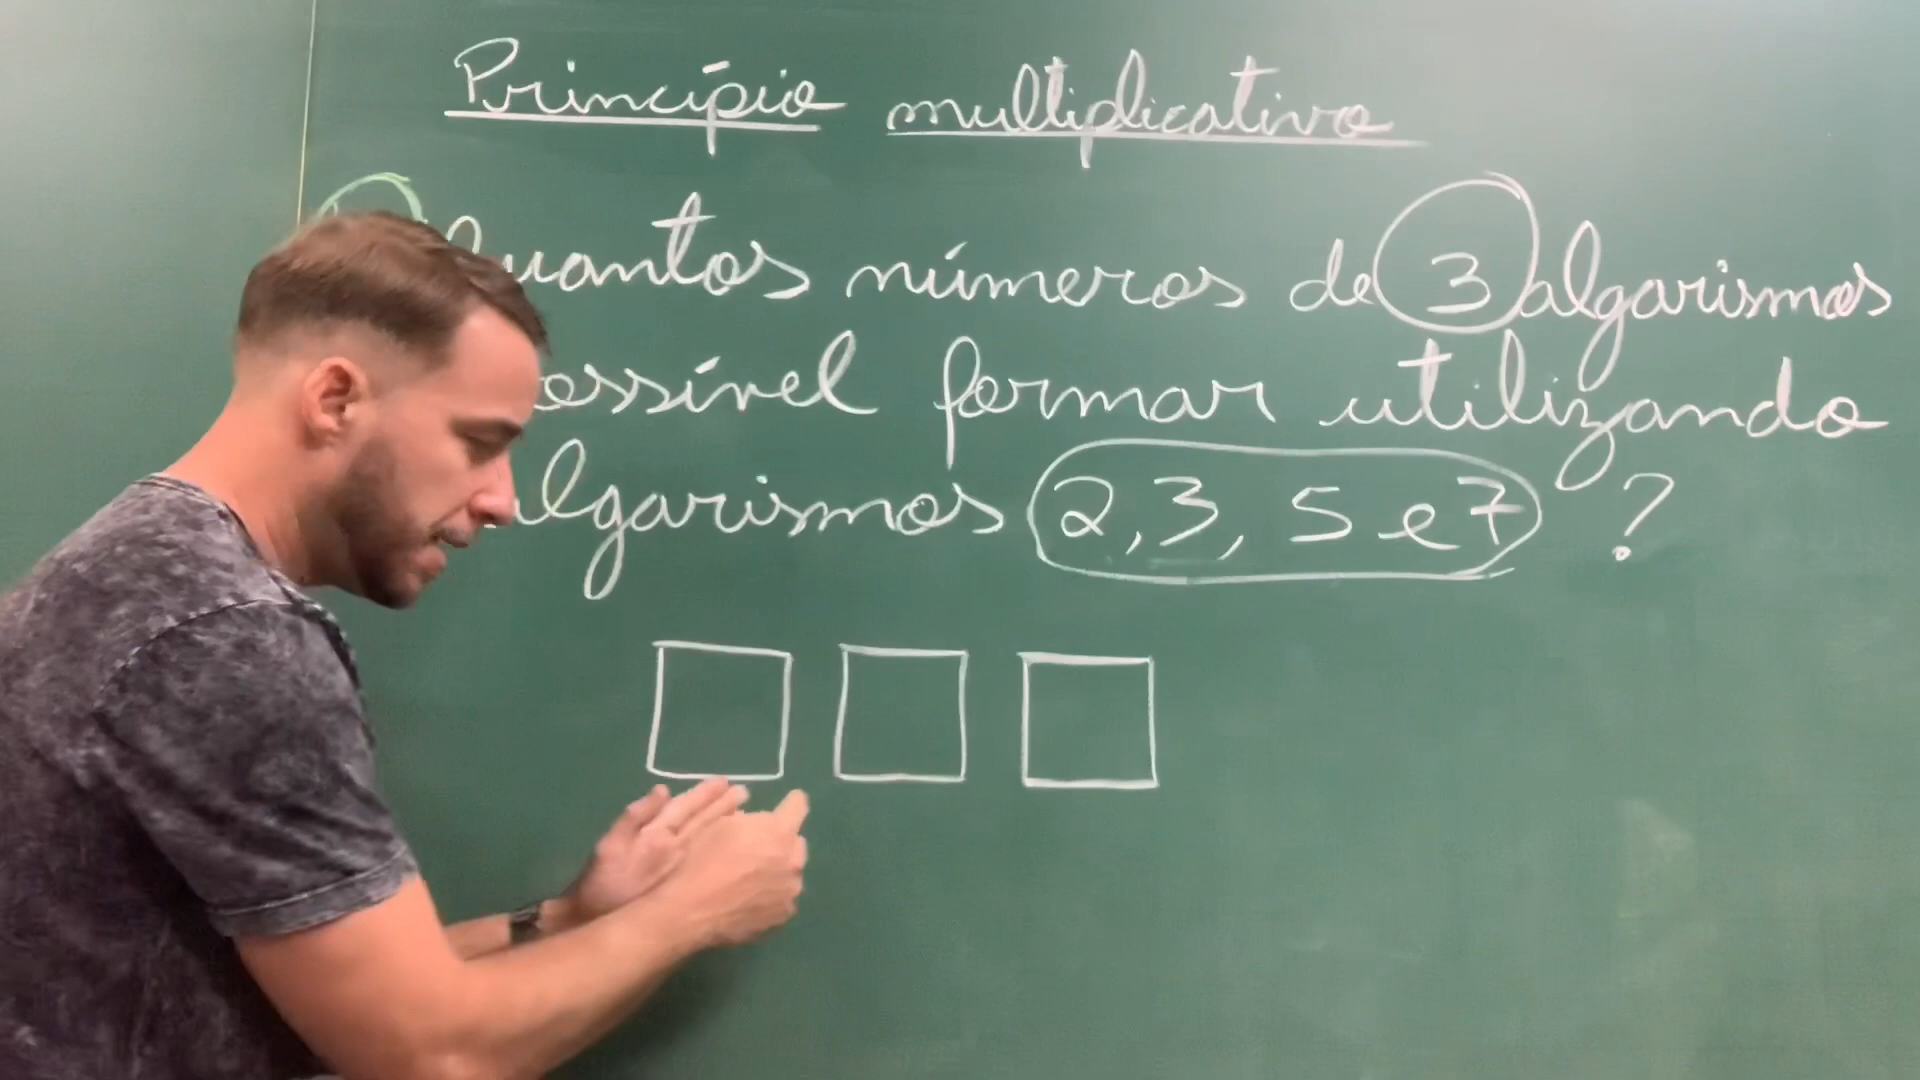 Princípio multiplicativo
Quantos números de 3 algarismos
possível formar utilizando
algarismos 2, 3, 5 e 7 ?